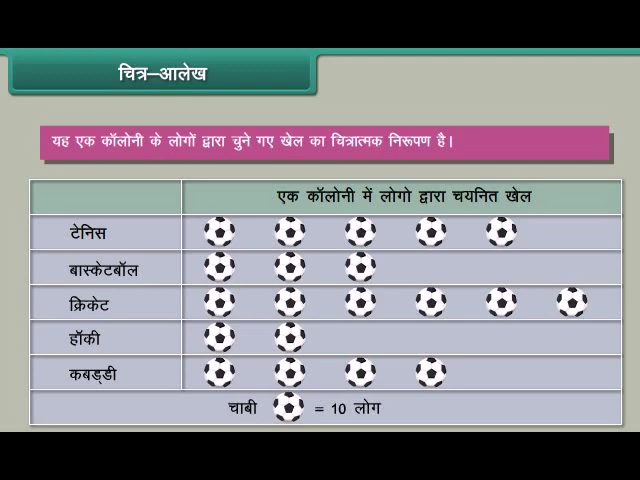 चित्र–आलेख
यह एक कॉलोनी के लोगों द्वारा चुने गए खेल का चित्रात्मक निरूपण है।
एक कॉलोनी में लोगो द्वारा चयनित खेल
टेनिस
बास्केटबॉल
क्रिकेट
हॉकी
कबड्डी
चाबी = 10 लोग